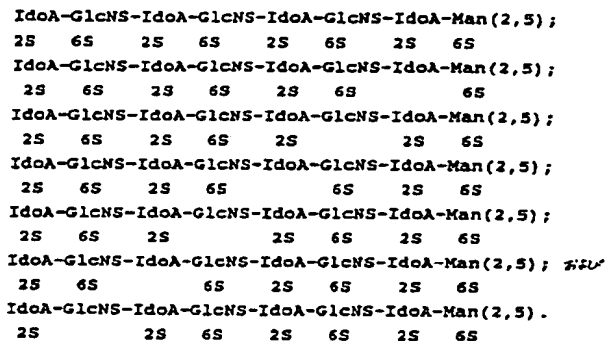 IdoA-GlcNS-IdoA-GlcNS-IdoA-GlcNS-IdoA-Man(2,5);
2S 6S 2S 6S 2S 6S 2S 6S
IdoA-GlcNS-IdoA-GlcNS-IdoA-GlcNS-IdoA-Man(2,5);
2S 6S 2S 6S 2S 6S 6S
IdoA-GlcNS-IdoA-GlcNS-IdoA-GlcNS-IdoA-Man(2,5);
2S 6S 2S 6S 2S 2S 6S
IdoA-GlcNS-IdoA-GlcNS-IdoA-GlcNS-IdoA-Man(2,5);
2S 6S 2S 6S 6S 2S 6S
IdoA-GlcNS-IdoA-GlcNS-IdoA-GlcNS-IdoA-Man(2,5);
2S 6S 2S 2S 6S 2S 6S
IdoA-GlcNS-IdoA-GlcNS-IdoA-GlcNS-IdoA-Man(2,5); および
2S 6S 6S 2S 6S 2S 6S
IdoA-GlcNS-IdoA-GlcNS-IdoA-GlcNS-IdoA-Man(2,5).
2S 2S 6S 2S 6S 2S 6S